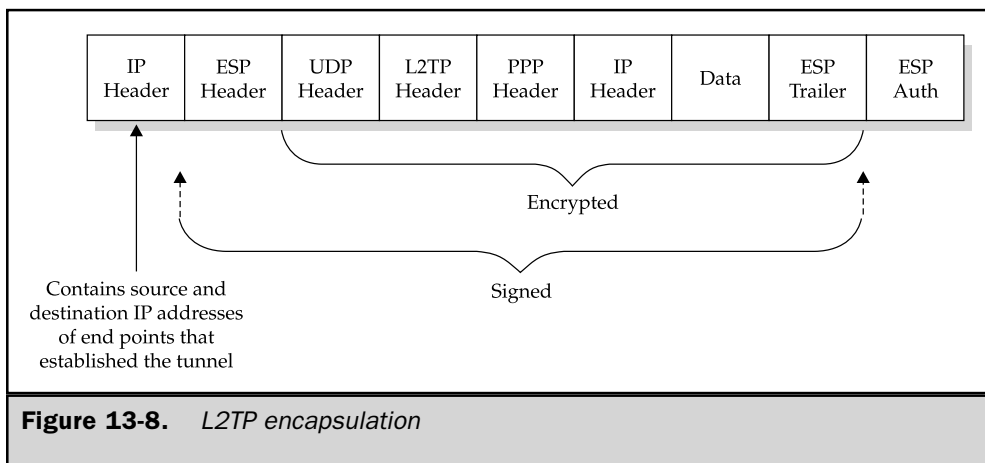 IP
Header
ESP
Header
UDP
Header
L2TP
Header
PPP
Header
IP
Header
Data
ESP
Trailer
ESP
Auth
Encrypted
Signed
Contains source and
destination IP addresses
of end points that
established the tunnel
Figure 13-8. L2TP encapsulation